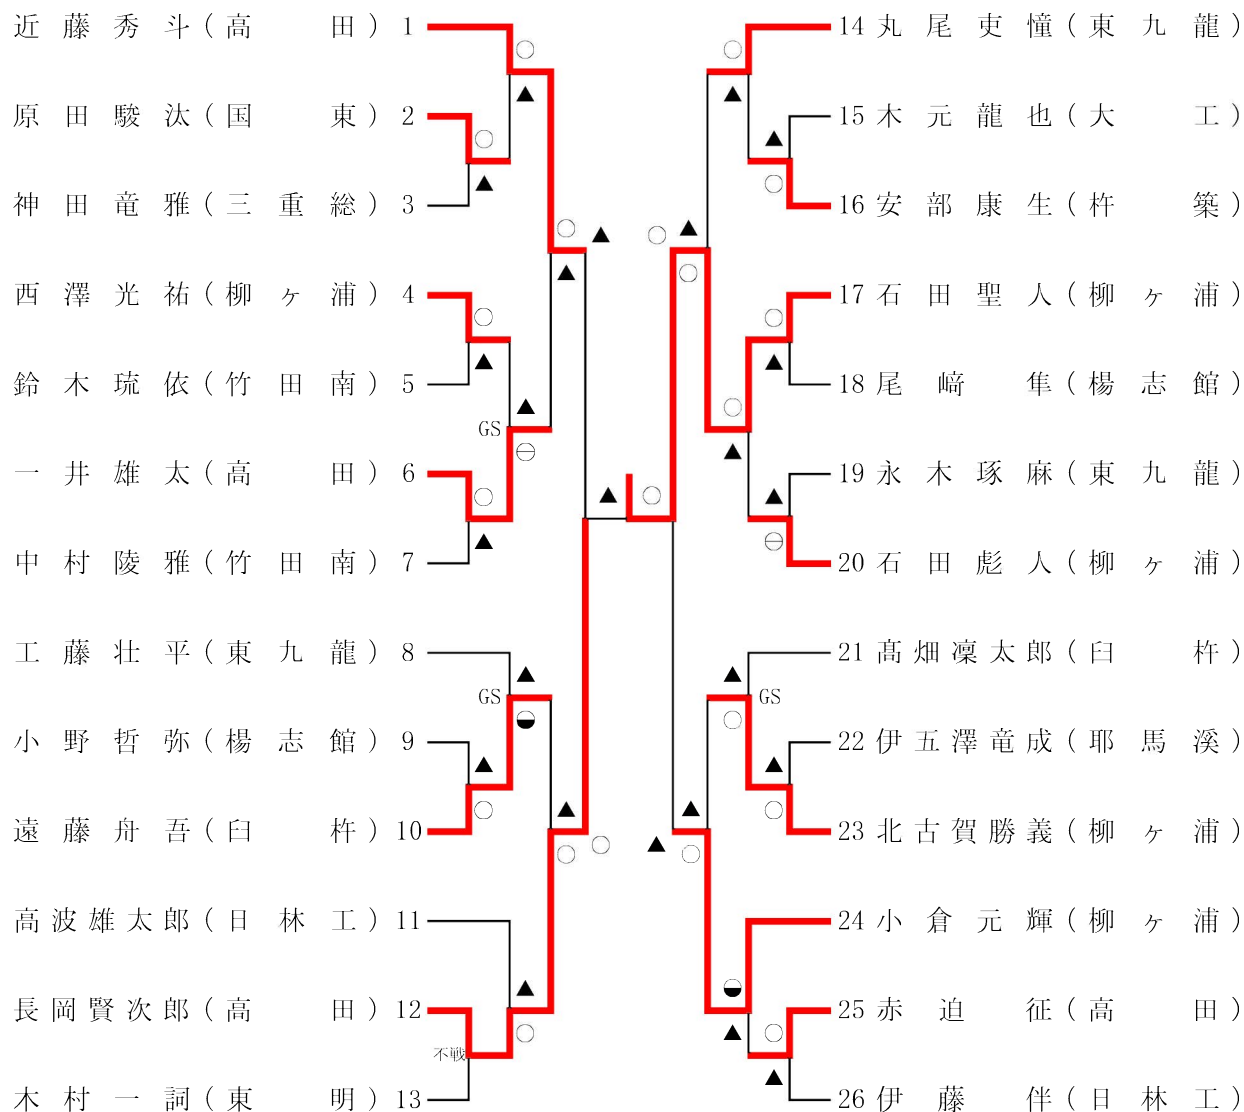 近藤秀斗（高田）1
原田駿汰（国東）2
神田竜雅（三重総）3
西澤光祐（柳ヶ浦）4
鈴木琉依（竹田南）5
GS
一井雄太（高田）6
中村陵雅（竹田南）7
工藤壮平（東九龍）8
GS
小野哲弥（楊志館）9
遠藤舟吾（臼杵）10
高波雄太郎（日林工）11
長岡賢次郎（高田）12
不戦
木村一詞（東明）13
14 丸尾吏憧（東九龍）
15 木元龍也（大工）
16 安部康生（杵築）
17 石田聖人（柳ヶ浦）
18 尾﨑隼（楊志館）
19 永木琢麻（東九龍）
20 石田彪人（柳ヶ浦）
21 髙畑凜太郎（臼杵）
GS
22 伊五澤竜成（耶馬溪）
23 北古賀勝義（柳ヶ浦）
24 小倉元輝（柳ヶ浦）
25 赤迫征（高田）
26 伊藤伴（日林工）